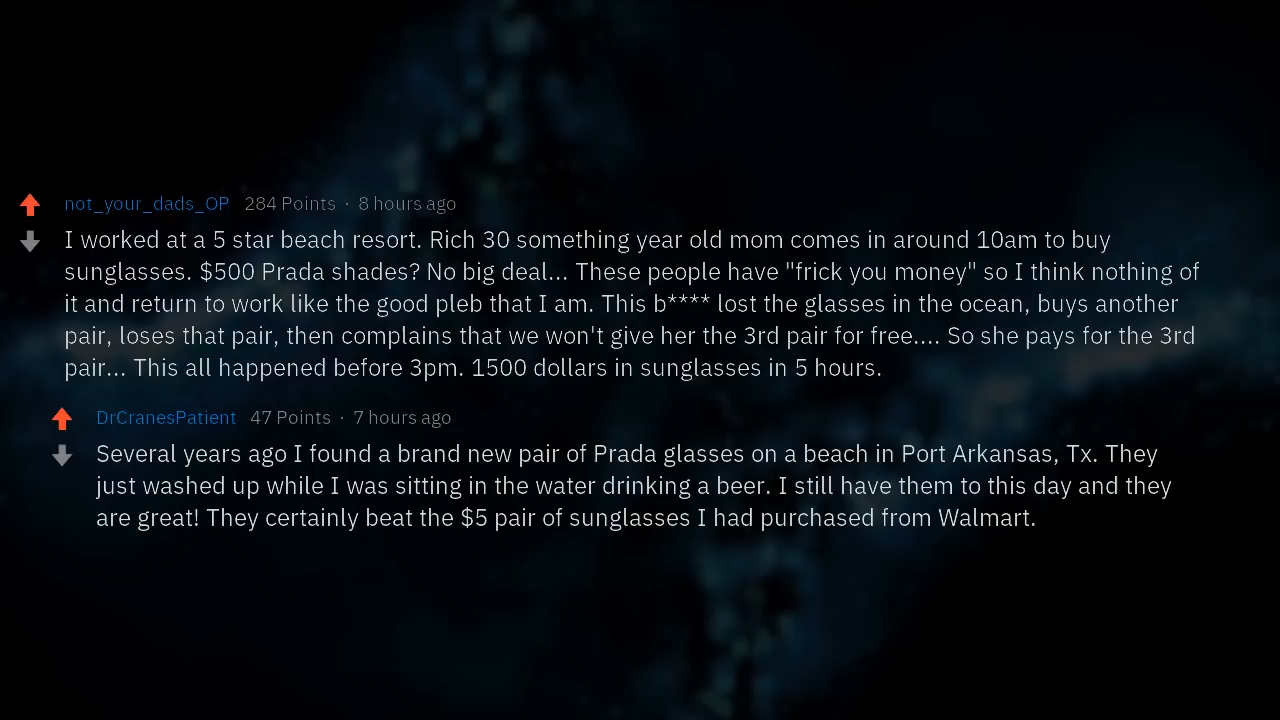 not_your_dads_OP 284 Points · 8 hours ago
I worked at a 5 star beach resort. Rich 30 something year old mom comes in around 10am to buy
sunglasses. $500 Prada shades? No big deal... These people have "frick you money" so I think nothing of
it and return to work like the good pleb that I am. This b**** lost the glasses in the ocean, buys another
pair, loses that pair, then complains that we won't give her the 3rd pair for free.... So she pays for the 3rd
pair... This all happened before 3pm. 1500 dollars in sunglasses in 5 hours.
DrCranesPatient 47 Points · 7 hours ago
Several years ago I found a brand new pair of Prada glasses on a beach in Port Arkansas, Tx. They
just washed up while I was sitting in the water drinking a beer. I still have them to this day and they
are great! They certainly beat the $5 pair of sunglasses I had purchased from Walmart.